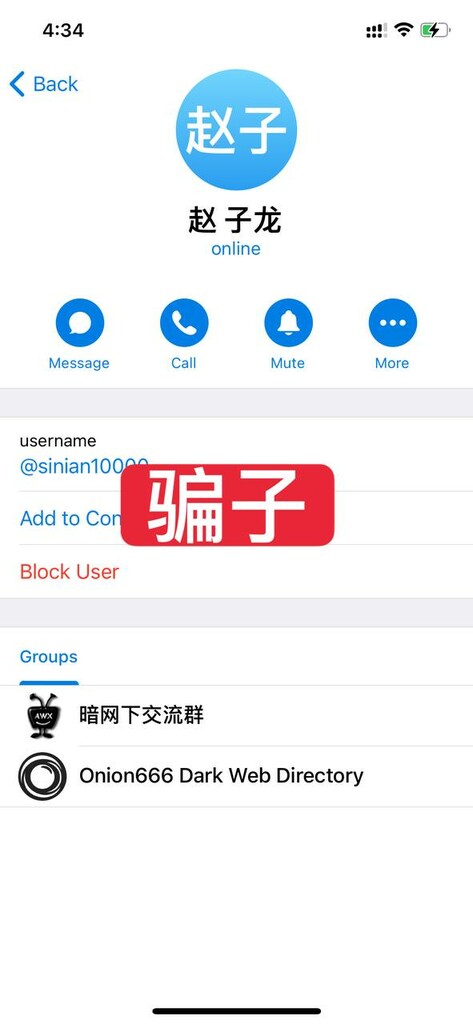 4:34
Back
赵子
赵 子龙
online
Message Call Mute More
username
@sinian10000
骗子
Add to Con
Block User
Groups
AWX
暗网下交流群
Onion666 Dark Web Directory